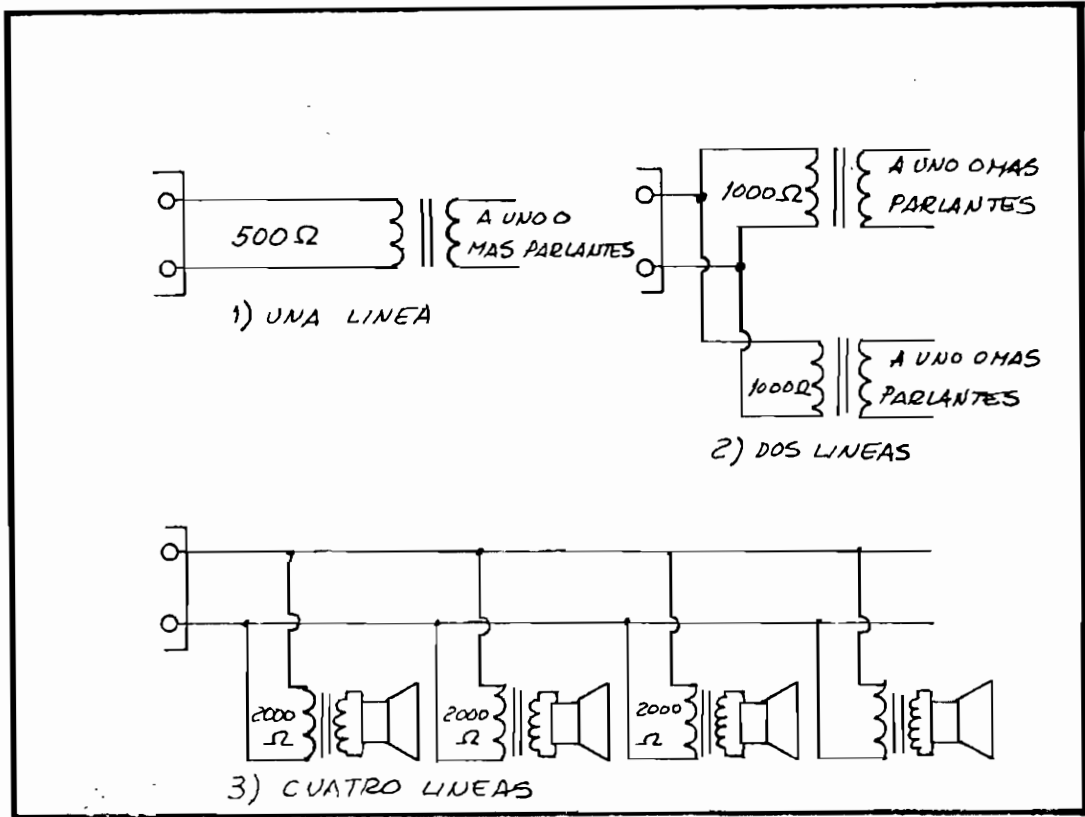 500Ω
A UNO O
MAS PARLANTES
1) UNA LINEA
1000Ω
A UNO O MAS
PARLANTES
1000Ω
A UNO O MAS
PARLANTES
2) DOS LINEAS
2000
Ω
2000
Ω
2000
Ω
3) CUATRO LINEAS